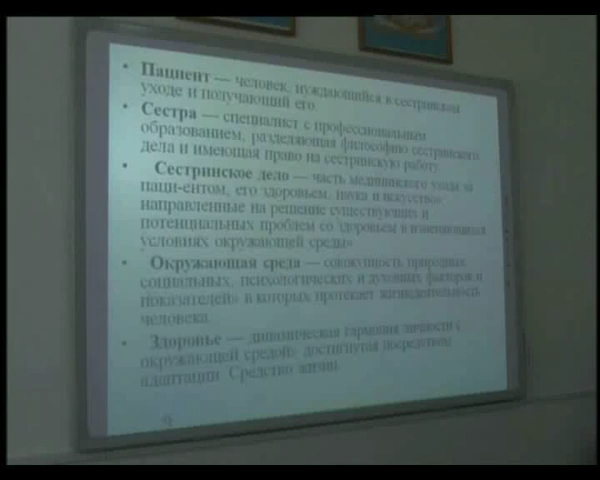 • Пациент — человек, нуждающийся в сестринском
уходе и получающий его.
• Сестра — специалист с профессиональным
образованием, разделяющая философию сестринского
дела и имеющая право на сестринскую работу.
• Сестринское дело — часть медицинского ухода за
паци-ентом, его здоровьем, наука и искусство»
направленные на решение существующих и
потенциальных проблем со здоровьем в изменяющихся
условиях окружающей среды»
• Окружающая среда — совокупность природных
социальных, психологических и духовных факторов и
показателей» в которых протекает жизнедеятельность
человека.
• Здоровье — динамическая гармония личности с
окружающей средой» достигнутая посредством
адаптации. Средство жизни